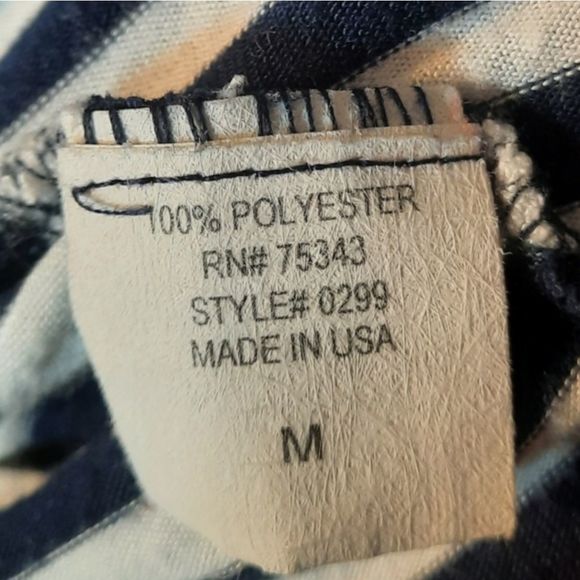 100% POLYESTER
RN# 75343
STYLE# 0299
MADE IN USA
M